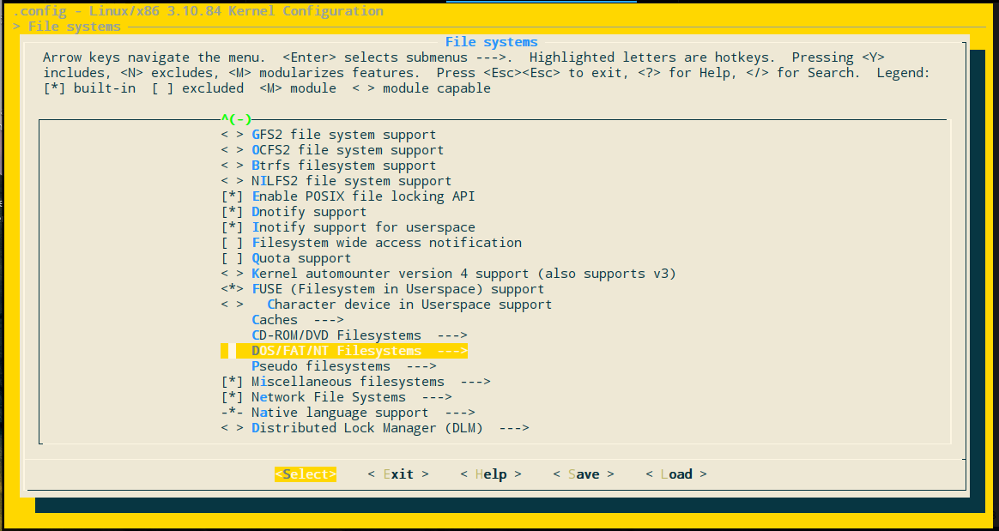 .config - Linux/x86 3.10.84 Kernel Configuration
> File systems
File systems
Arrow keys navigate the menu.  <Enter> selects submenus --->.  Highlighted letters are hotkeys.  Pressing <Y>
includes, <N> excludes, <M> modularizes features.  Press <Esc><Esc> to exit, <?> for Help, </> for Search.  Legend:
[*] built-in  [ ] excluded  <M> module  < > module capable
^(-)
< > GFS2 file system support
< > OCFS2 file system support
< > Btrfs filesystem support
< > NILFS2 file system support
[*] Enable POSIX file locking API
[*] Dnotify support
[*] Inotify support for userspace
[ ] Filesystem wide access notification
[ ] Quota support
< > Kernel automounter version 4 support (also supports v3)
<*> FUSE (Filesystem in Userspace) support
< >   Character device in Userspace support
Caches  --->
CD-ROM/DVD Filesystems  --->
DOS/FAT/NT Filesystems  --->
Pseudo filesystems  --->
[*] Miscellaneous filesystems  --->
[*] Network File Systems  --->
-*- Native language support  --->
< > Distributed Lock Manager (DLM)  --->
<Select>    < Exit >    < Help >    < Save >    < Load >